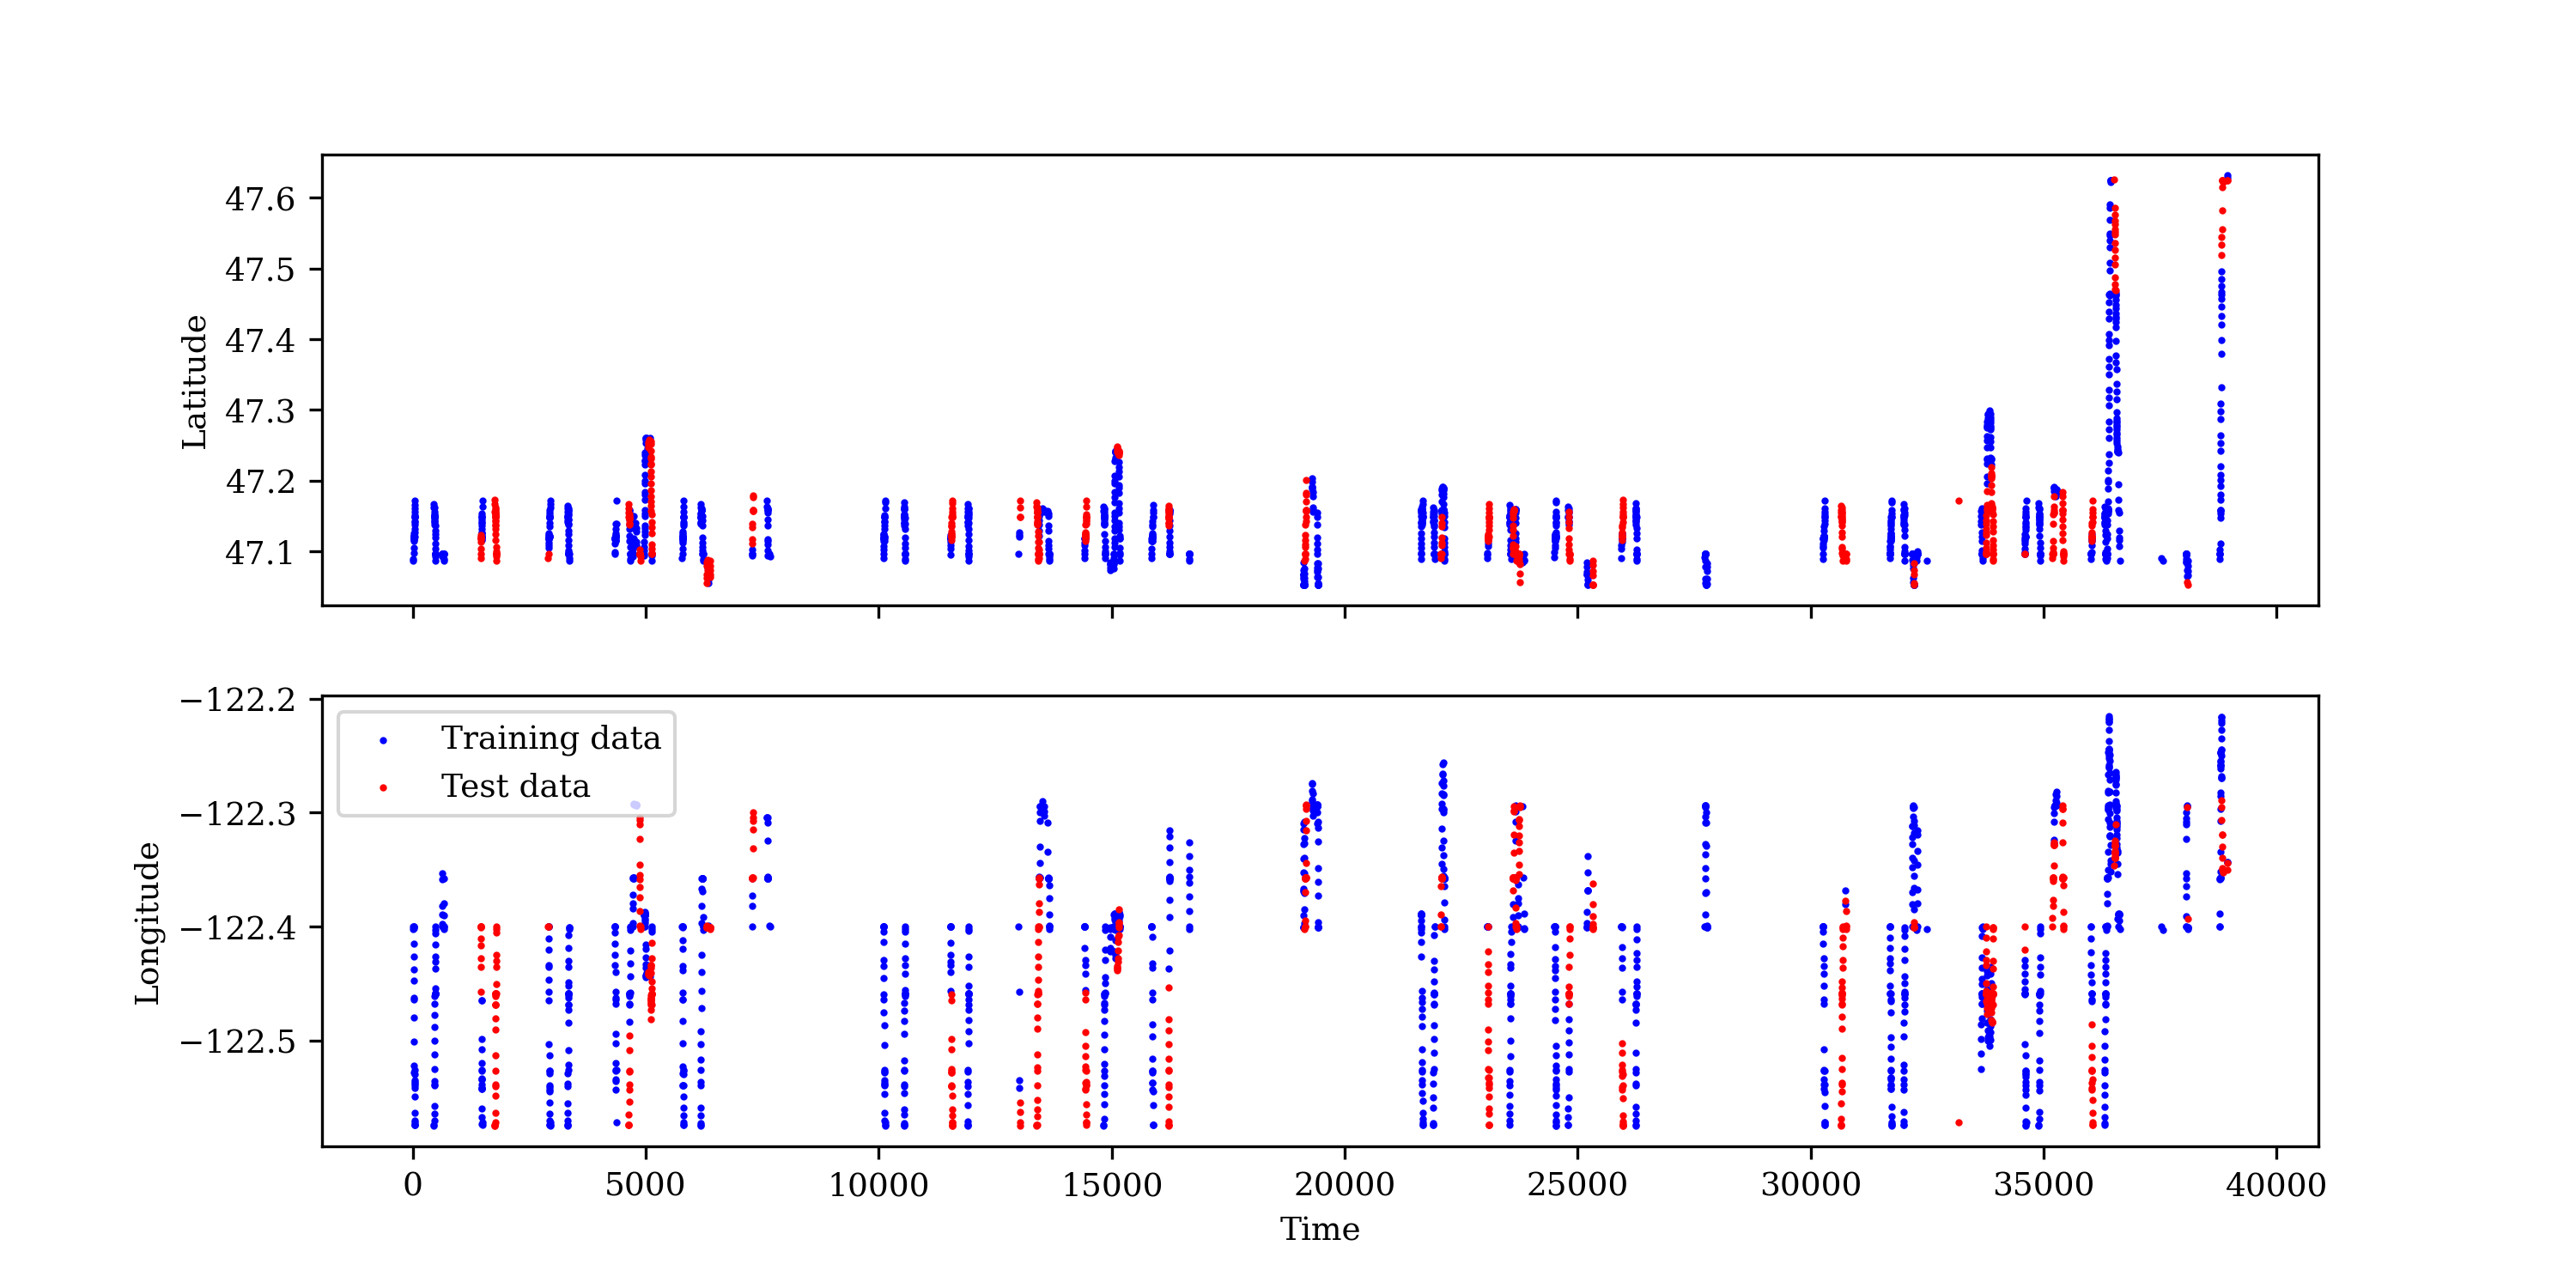 47.6
47.5
47.4
47.3
47.2
47.1
Latitude
−122.2
−122.3
−122.4
−122.5
Longitude
Training data
Test data
0 5000 10000 15000 20000 25000 30000 35000 40000
Time